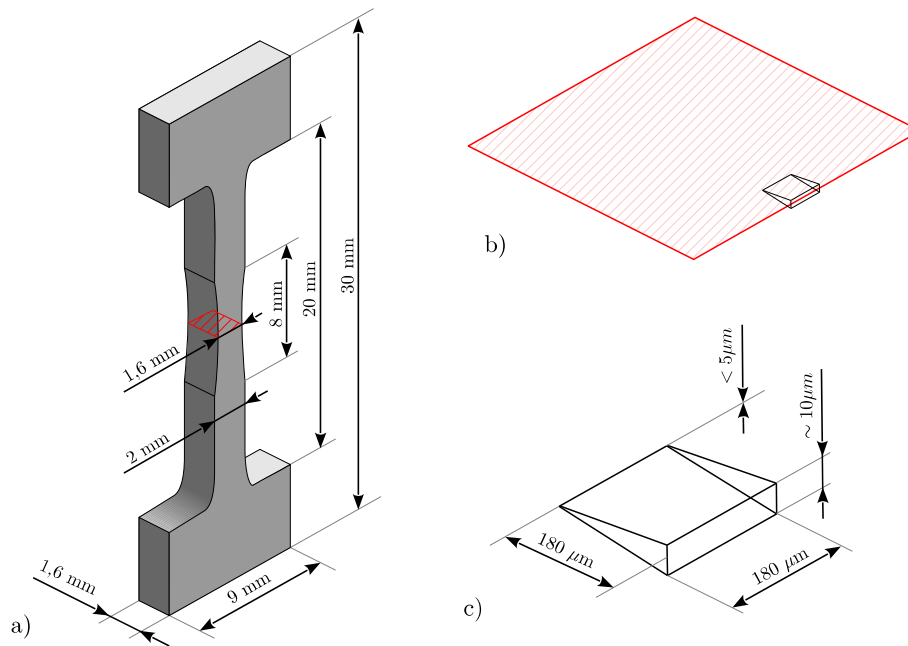 30 mm
20 mm
8 mm
1,6 mm
2 mm
1,6 mm
9 mm
a)
b)
< 5μm
~ 10μm
180 μm
180 μm
c)